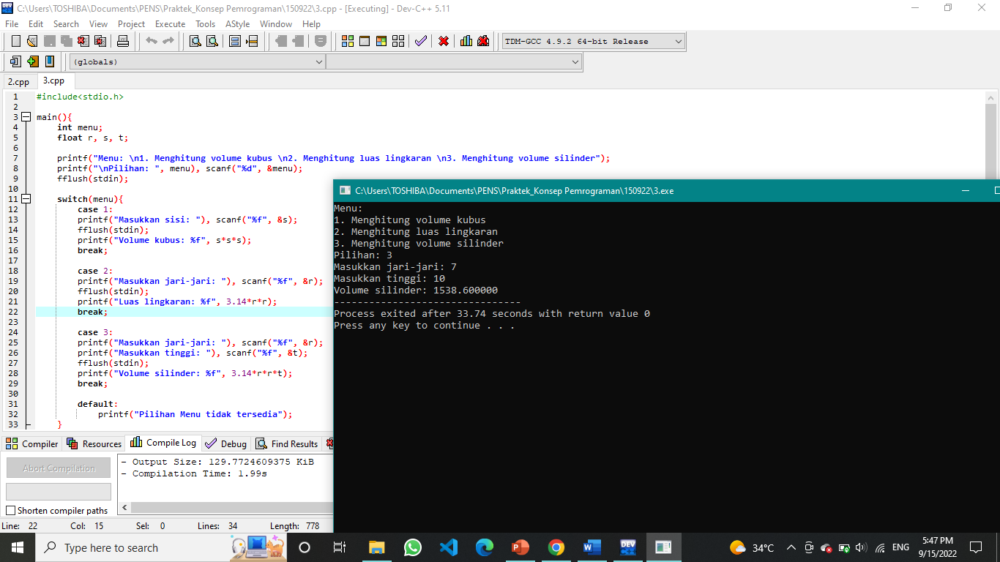 C:\Users\TOSHIBA\Documents\PENS\Praktek_Konsep Pemrograman\150922\3.cpp - [Executing] - Dev-C++ 5.11
File Edit Search View Project Execute Tools AStyle Window Help
TDM-GCC 4.9.2 64-bit Release
(globals)
2.cpp 3.cpp
1 #include<stdio.h>
2
3 main(){
4 int menu;
5 float r, s, t;
6
7 printf("Menu: \n1. Menghitung volume kubus \n2. Menghitung luas lingkaran \n3. Menghitung volume silinder");
8 printf("\nPilihan: ", menu), scanf("%d", &menu);
9 fflush(stdin);
10
11 switch(menu){
12 case 1:
13 printf("Masukkan sisi: "), scanf("%f", &s);
14 fflush(stdin);
15 printf("Volume kubus: %f", s*s*s);
16 break;
17
18 case 2:
19 printf("Masukkan jari-jari: "), scanf("%f", &r);
20 fflush(stdin);
21 printf("Luas lingkaran: %f", 3.14*r*r);
22 break;
23
24 case 3:
25 printf("Masukkan jari-jari: "), scanf("%f", &r);
26 printf("Masukkan tinggi: "), scanf("%f", &t);
27 fflush(stdin);
28 printf("Volume silinder: %f", 3.14*r*r*t);
29 break;
30
31 default:
32 printf("Pilihan Menu tidak tersedia");
33 }
C:\Users\TOSHIBA\Documents\PENS\Praktek_Konsep Pemrograman\150922\3.exe
Menu:
1. Menghitung volume kubus
2. Menghitung luas lingkaran
3. Menghitung volume silinder
Pilihan: 3
Masukkan jari-jari: 7
Masukkan tinggi: 10
Volume silinder: 1538.600000
--------------------------------
Process exited after 33.74 seconds with return value 0
Press any key to continue . . .
Compiler Resources Compile Log Debug Find Results
Abort Compilation
- Output Size: 129.7724609375 KiB
- Compilation Time: 1.99s
Shorten compiler paths
Line: 22 Col: 15 Sel: 0 Lines: 34 Length: 778
Type here to search
34°C
ENG
5:47 PM
9/15/2022